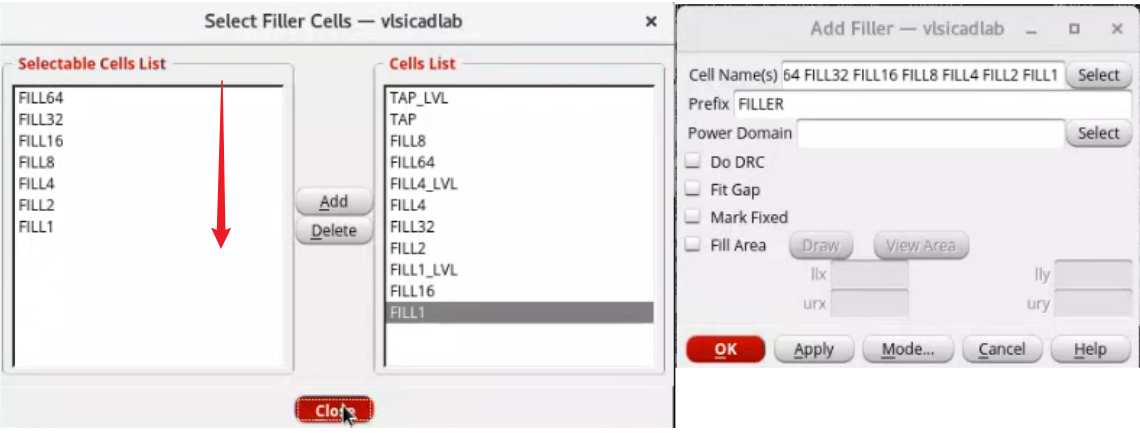 Select Filler Cells — vlsicadlab
Selectable Cells List
FILL64
FILL32
FILL16
FILL8
FILL4
FILL2
FILL1
Add
Delete
Cells List
TAP_LVL
TAP
FILL8
FILL64
FILL4_LVL
FILL4
FILL32
FILL2
FILL1_LVL
FILL16
FILL1
Close
Add Filler — vlsicadlab
Cell Name(s) 64 FILL32 FILL16 FILL8 FILL4 FILL2 FILL1 Select
Prefix FILLER
Power Domain Select
Do DRC
Fit Gap
Mark Fixed
Fill Area Draw View Area
llx lly
urx ury
OK Apply Mode... Cancel Help